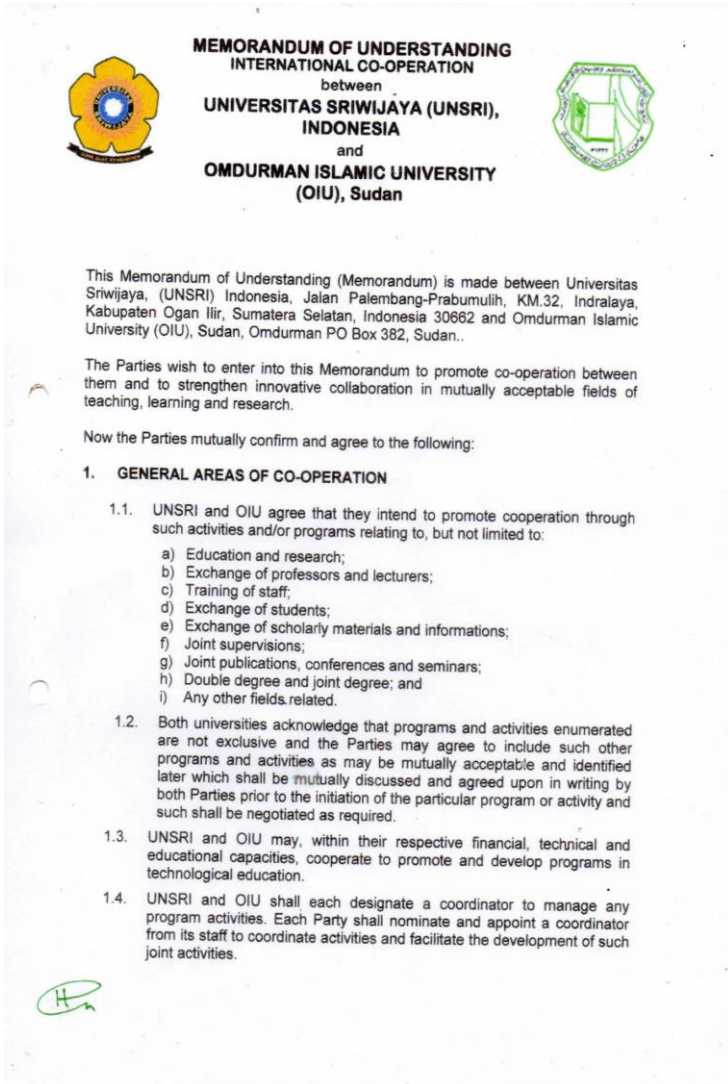 MEMORANDUM OF UNDERSTANDING
INTERNATIONAL CO-OPERATION
between
UNIVERSITAS SRIWIJAYA (UNSRI),
INDONESIA
and
OMDURMAN ISLAMIC UNIVERSITY
(OIU), Sudan
UNIVERSITAS
SRIWIJAYA
This Memorandum of Understanding (Memorandum) is made between Universitas
Sriwijaya, (UNSRI) Indonesia, Jalan Palembang-Prabumulih, KM.32, Indralaya,
Kabupaten Ogan Ilir, Sumatera Selatan, Indonesia 30662 and Omdurman Islamic
University (OIU), Sudan, Omdurman PO Box 382, Sudan..
The Parties wish to enter into this Memorandum to promote co-operation between
them and to strengthen innovative collaboration in mutually acceptable fields of
teaching, learning and research.
Now the Parties mutually confirm and agree to the following:
1. GENERAL AREAS OF CO-OPERATION
1.1. UNSRI and OIU agree that they intend to promote cooperation through
such activities and/or programs relating to, but not limited to:
a) Education and research;
b) Exchange of professors and lecturers;
c) Training of staff;
d) Exchange of students;
e) Exchange of scholarly materials and informations;
f) Joint supervisions;
g) Joint publications, conferences and seminars;
h) Double degree and joint degree; and
i) Any other fields related.
1.2. Both universities acknowledge that programs and activities enumerated
are not exclusive and the Parties may agree to include such other
programs and activities as may be mutually acceptable and identified
later which shall be mutually discussed and agreed upon in writing by
both Parties prior to the initiation of the particular program or activity and
such shall be negotiated as required.
1.3. UNSRI and OIU may, within their respective financial, technical and
educational capacities, cooperate to promote and develop programs in
technological education.
1.4. UNSRI and OIU shall each designate a coordinator to manage any
program activities. Each Party shall nominate and appoint a coordinator
from its staff to coordinate activities and facilitate the development of such
joint activities.